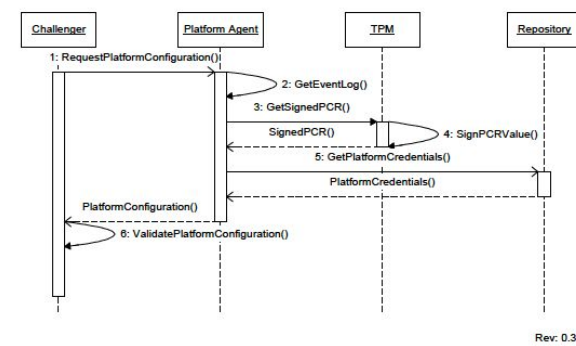 Challenger
Platform Agent
TPM
Repository
1: RequestPlatformConfiguration()
2: GetEventLog()
3: GetSignedPCR()
SignedPCR()
4: SignPCRValue()
5: GetPlatformCredentials()
PlatformCredentials()
PlatformConfiguration()
6: ValidatePlatformConfiguration()
Rev: 0.3